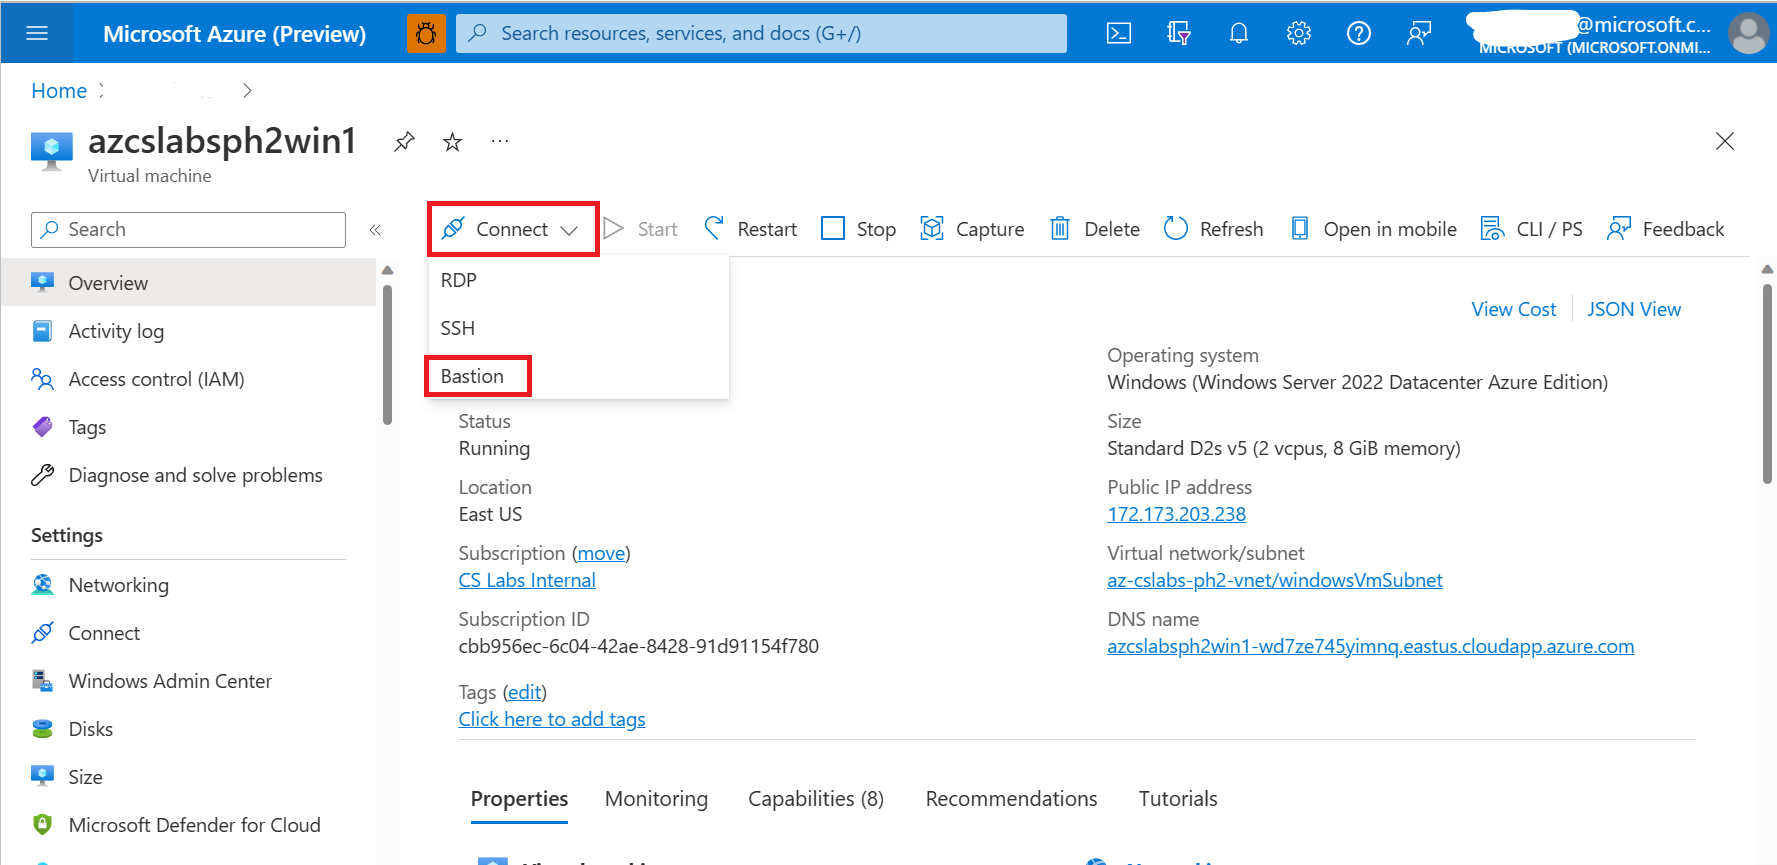 Microsoft Azure (Preview)
Search resources, services, and docs (G+/)
@microsoft.c...
MICROSOFT (MICROSOFT.ONMI...
Home
azcslabsph2win1
Virtual machine
Search
Connect
Start
Restart
Stop
Capture
Delete
Refresh
Open in mobile
CLI / PS
Feedback
RDP
SSH
Bastion
Overview
Activity log
Access control (IAM)
Tags
Diagnose and solve problems
Settings
Networking
Connect
Windows Admin Center
Disks
Size
Microsoft Defender for Cloud
View Cost
JSON View
Status
Running
Location
East US
Subscription (move)
CS Labs Internal
Subscription ID
cbb956ec-6c04-42ae-8428-91d91154f780
Tags (edit)
Click here to add tags
Operating system
Windows (Windows Server 2022 Datacenter Azure Edition)
Size
Standard D2s v5 (2 vcpus, 8 GiB memory)
Public IP address
172.173.203.238
Virtual network/subnet
az-cslabs-ph2-vnet/windowsVmSubnet
DNS name
azcslabsph2win1-wd7ze745yimnq.eastus.cloudapp.azure.com
Properties
Monitoring
Capabilities (8)
Recommendations
Tutorials